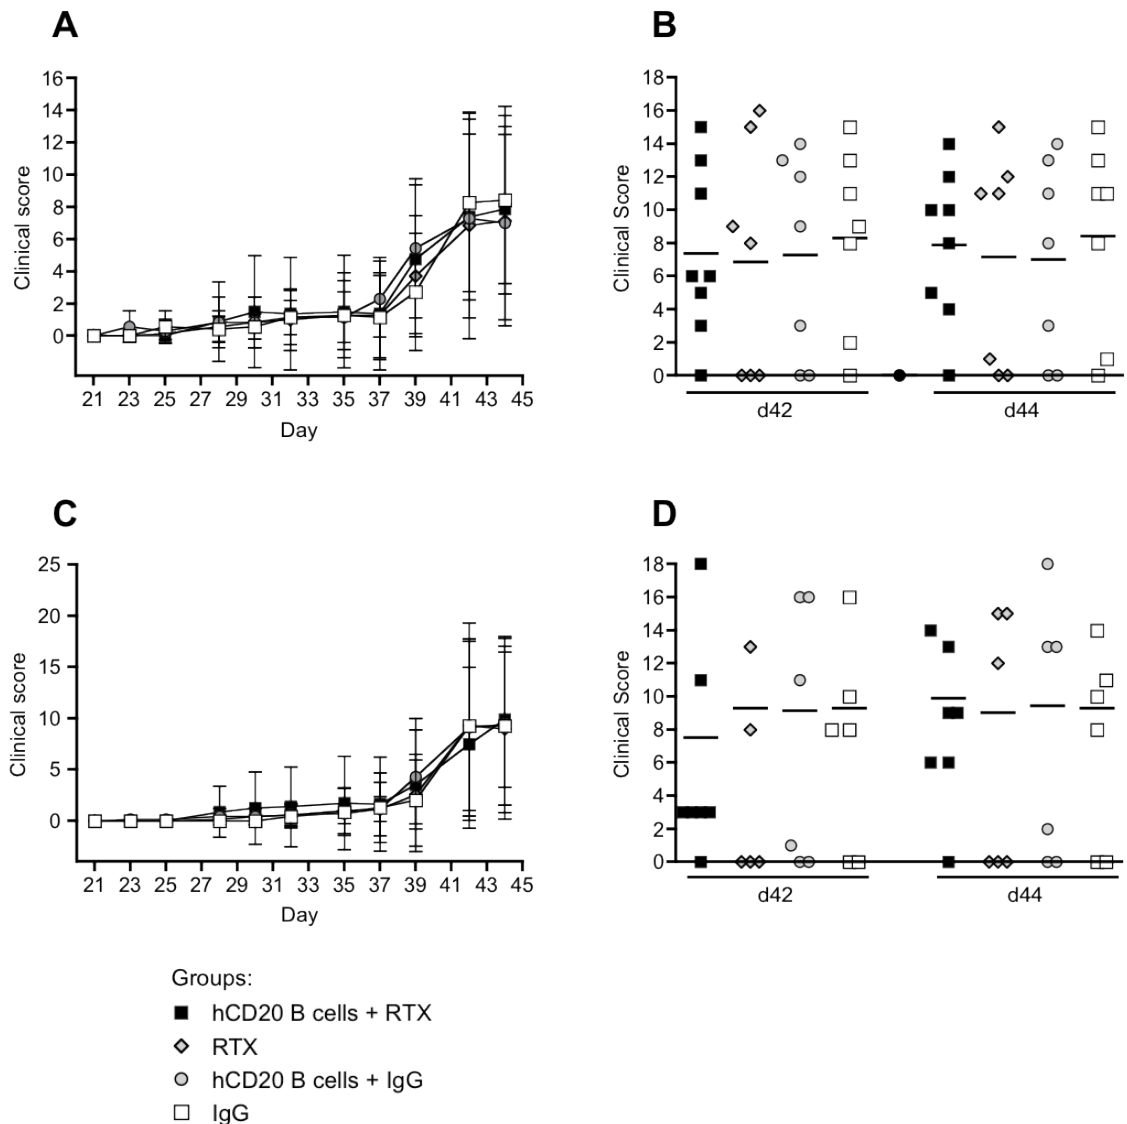 A
B
16
14
12
10
8
6
4
2
0
Clinical score
21 23 25 27 29 31 33 35 37 39 41 43 45
Day
18
16
14
12
10
8
6
4
2
0
Clinical Score
d42 d44
C
D
25
20
15
10
5
0
Clinical score
21 23 25 27 29 31 33 35 37 39 41 43 45
Day
18
16
14
12
10
8
6
4
2
0
Clinical Score
d42 d44
Groups:
hCD20 B cells + RTX
RTX
hCD20 B cells + IgG
IgG